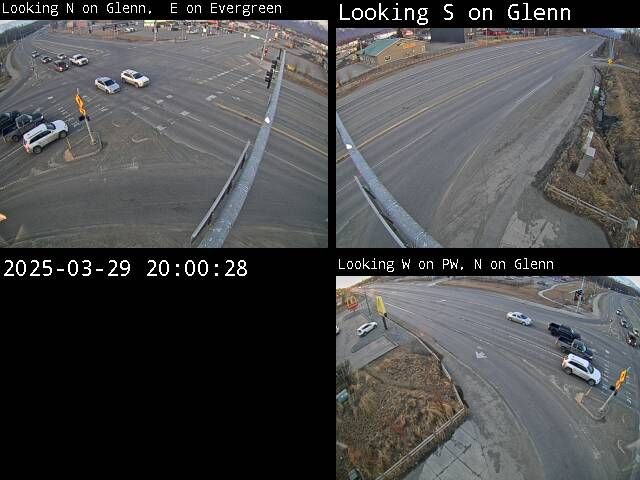 Looking N on Glenn, E on Evergreen
Looking S on Glenn
2025-03-29 20:00:28
Looking W on PW, N on Glenn